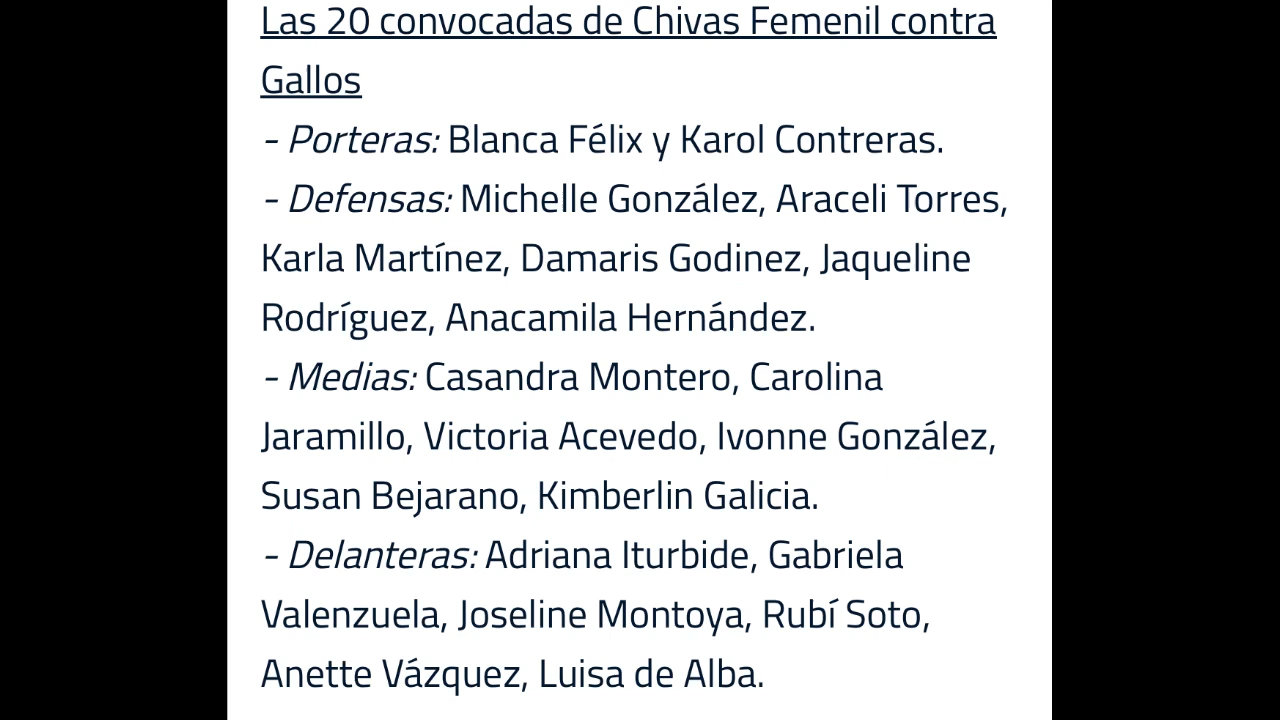 Las 20 convocadas de Chivas Femenil contra
Gallos
- Porteras: Blanca Félix y Karol Contreras.
- Defensas: Michelle González, Araceli Torres,
Karla Martínez, Damaris Godinez, Jaqueline
Rodríguez, Anacamila Hernández.
- Medias: Casandra Montero, Carolina
Jaramillo, Victoria Acevedo, Ivonne González,
Susan Bejarano, Kimberlin Galicia.
- Delanteras: Adriana Iturbide, Gabriela
Valenzuela, Joseline Montoya, Rubí Soto,
Anette Vázquez, Luisa de Alba.